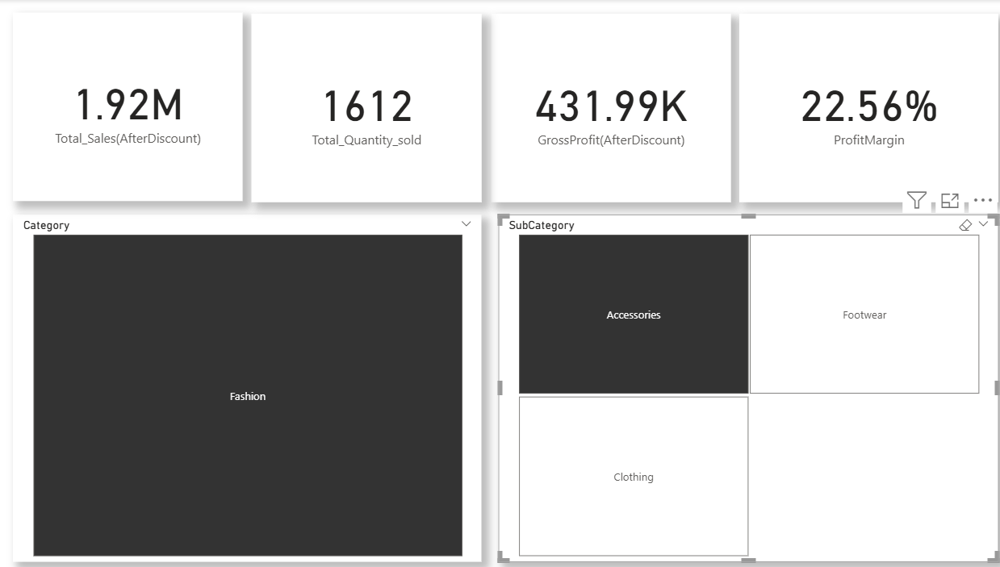 1.92M
Total_Sales(AfterDiscount)
1612
Total_Quantity_sold
431.99K
GrossProfit(AfterDiscount)
22.56%
ProfitMargin
Category
Fashion
SubCategory
Accessories
Footwear
Clothing